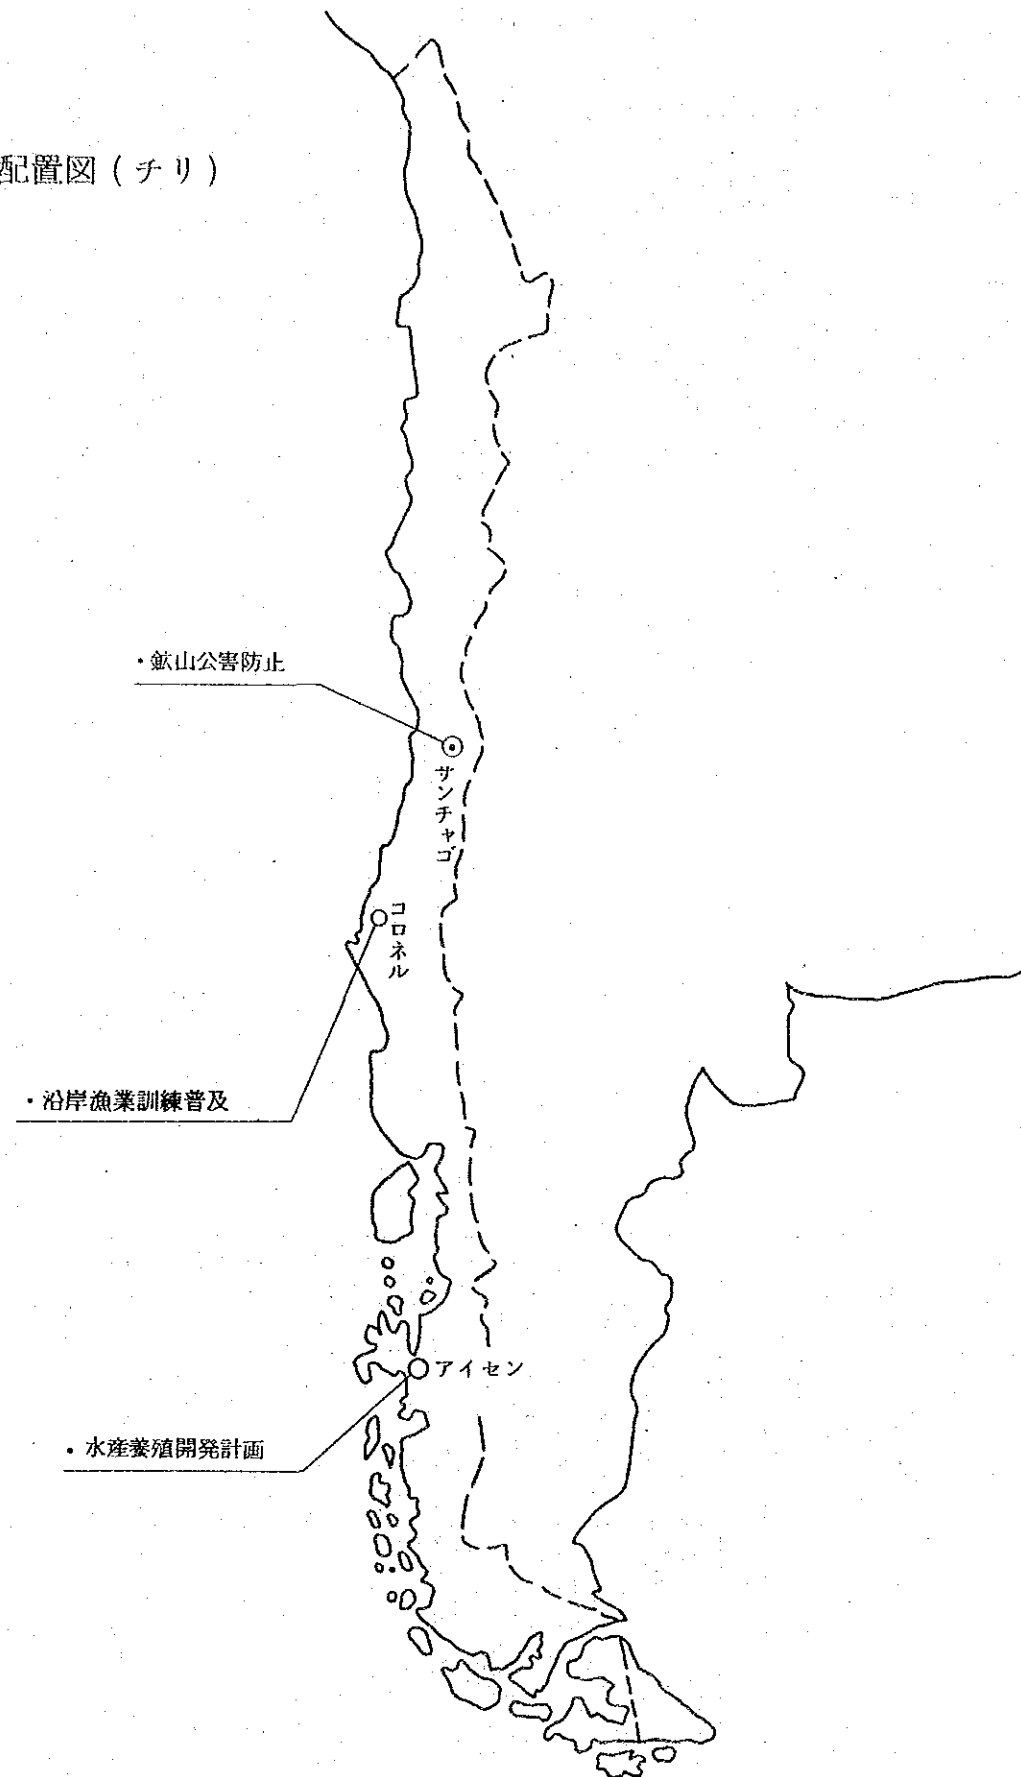 配置図(チリ)
・鉱山公害防止
サンチャゴ
コロネル
・沿岸漁業訓練普及
アイセン
・水産養殖開発計画